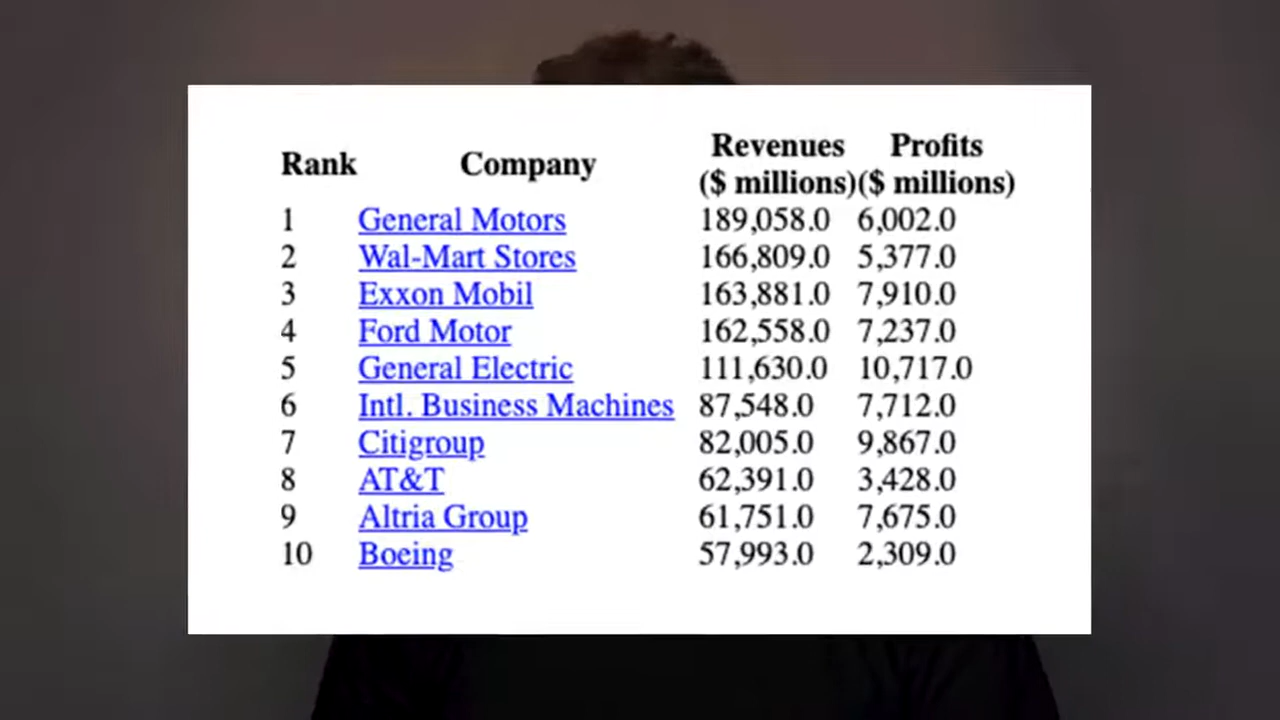 Rank Company Revenues ($ millions) Profits ($ millions)
1 General Motors 189,058.0 6,002.0
2 Wal-Mart Stores 166,809.0 5,377.0
3 Exxon Mobil 163,881.0 7,910.0
4 Ford Motor 162,558.0 7,237.0
5 General Electric 111,630.0 10,717.0
6 Intl. Business Machines 87,548.0 7,712.0
7 Citigroup 82,005.0 9,867.0
8 AT&T 62,391.0 3,428.0
9 Altria Group 61,751.0 7,675.0
10 Boeing 57,993.0 2,309.0